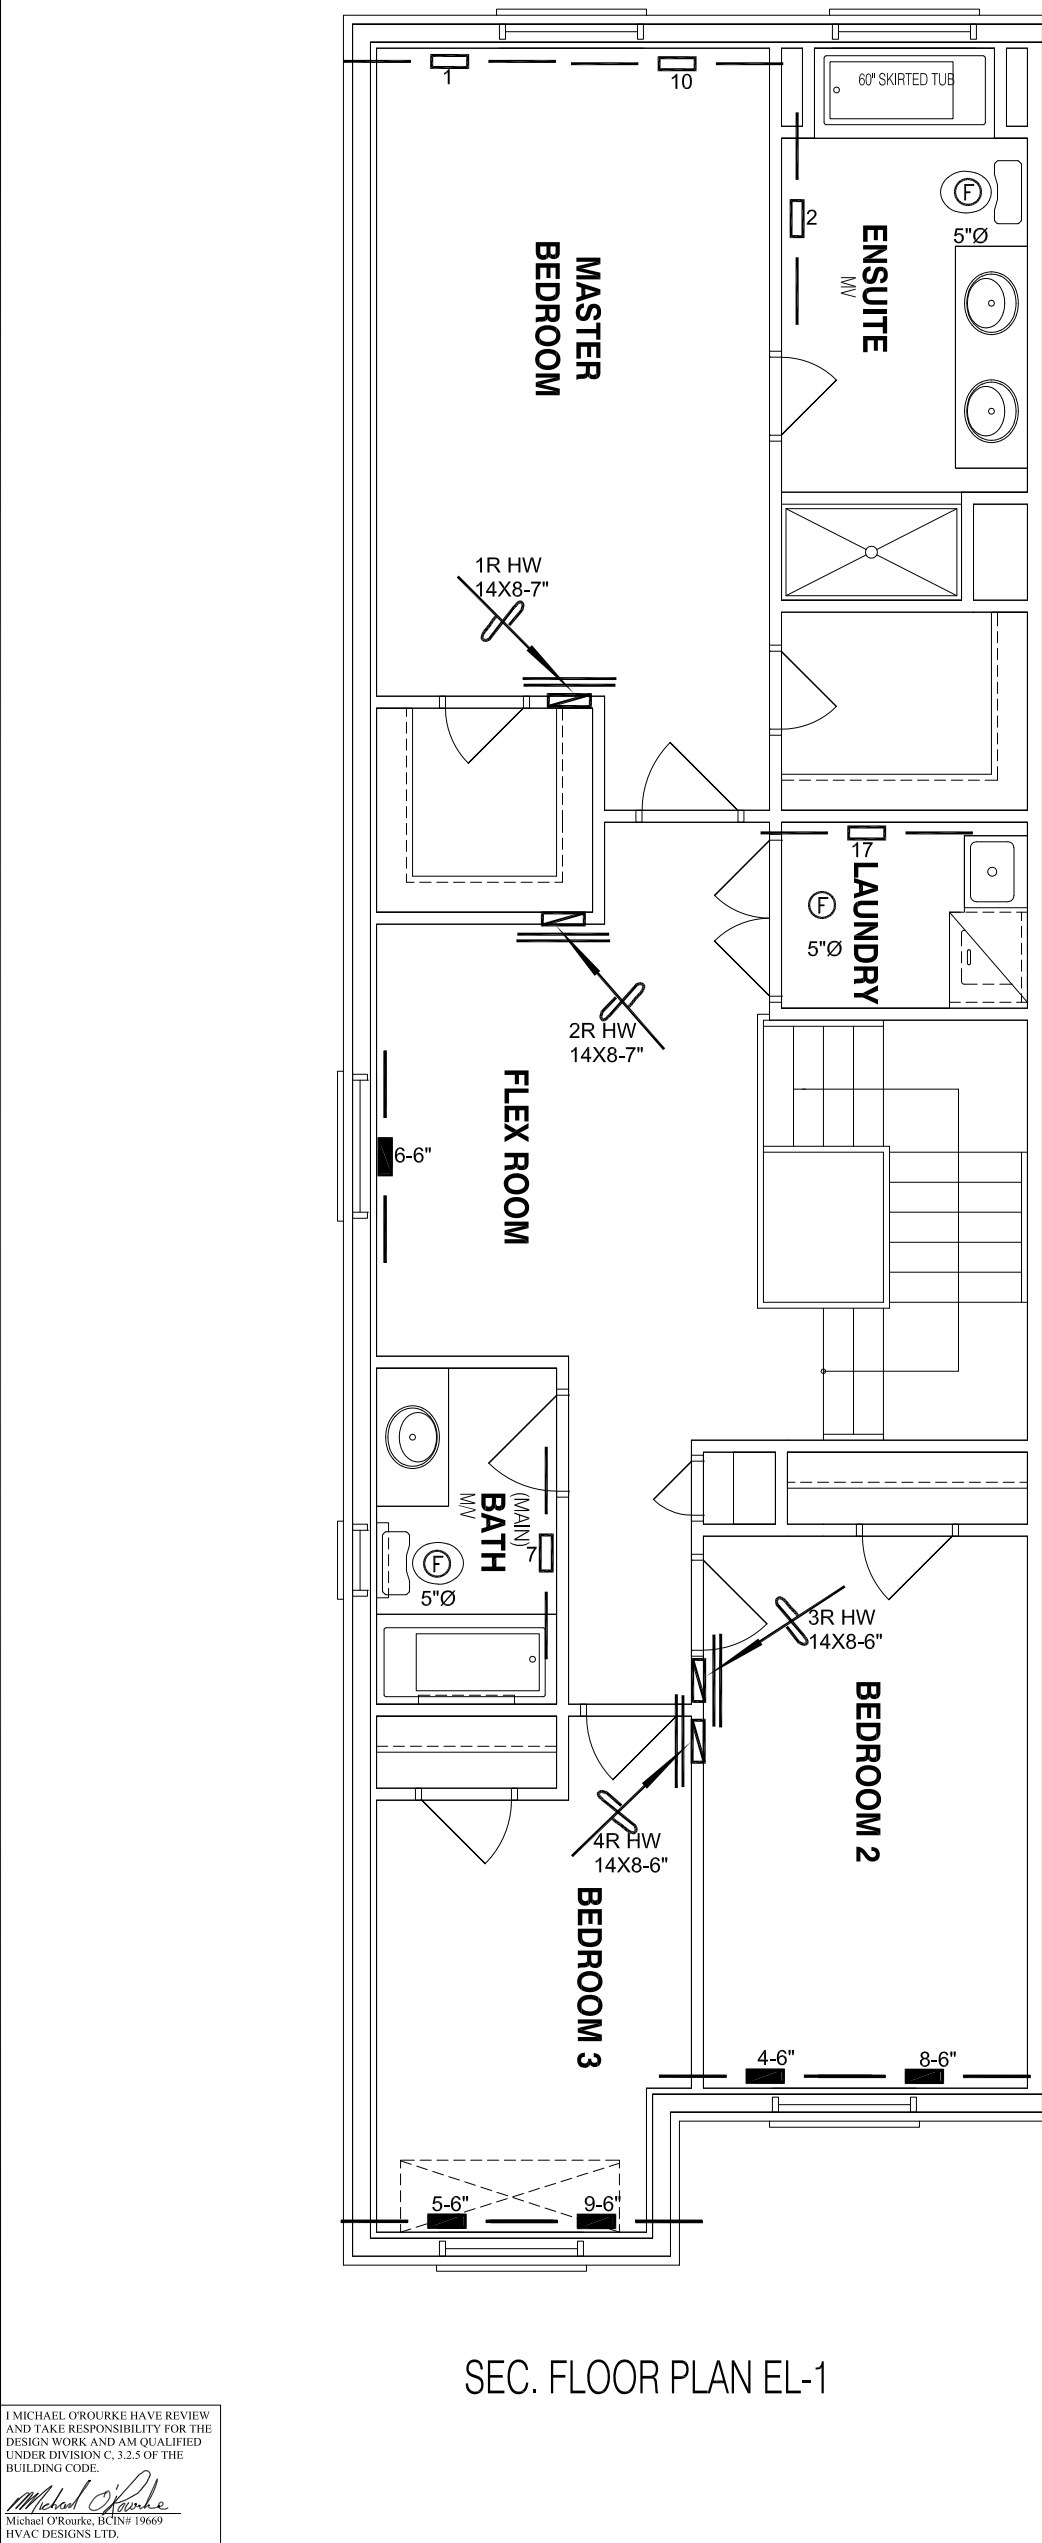 1
10
60" SKIRTED TUB
F
5"Ø
2
ENSUITE
MV
MASTER
BEDROOM
1R HW
14X8-7"
17
LAUNDRY
F
5"Ø
2R HW
14X8-7"
FLEX ROOM
6-6"
(MAIN)
BATH
MV
7
F
5"Ø
3R HW
14X8-6"
BEDROOM 2
4R HW
14X8-6"
BEDROOM 3
4-6"
8-6"
5-6"
9-6"
SEC. FLOOR PLAN EL-1
I MICHAEL O'ROURKE HAVE REVIEW
AND TAKE RESPONSIBILITY FOR THE
DESIGN WORK AND AM QUALIFIED
UNDER DIVISION C, 3.2.5 OF THE
BUILDING CODE.
Michael O'Rourke
Michael O'Rourke, BCIN# 19669
HVAC DESIGNS LTD.